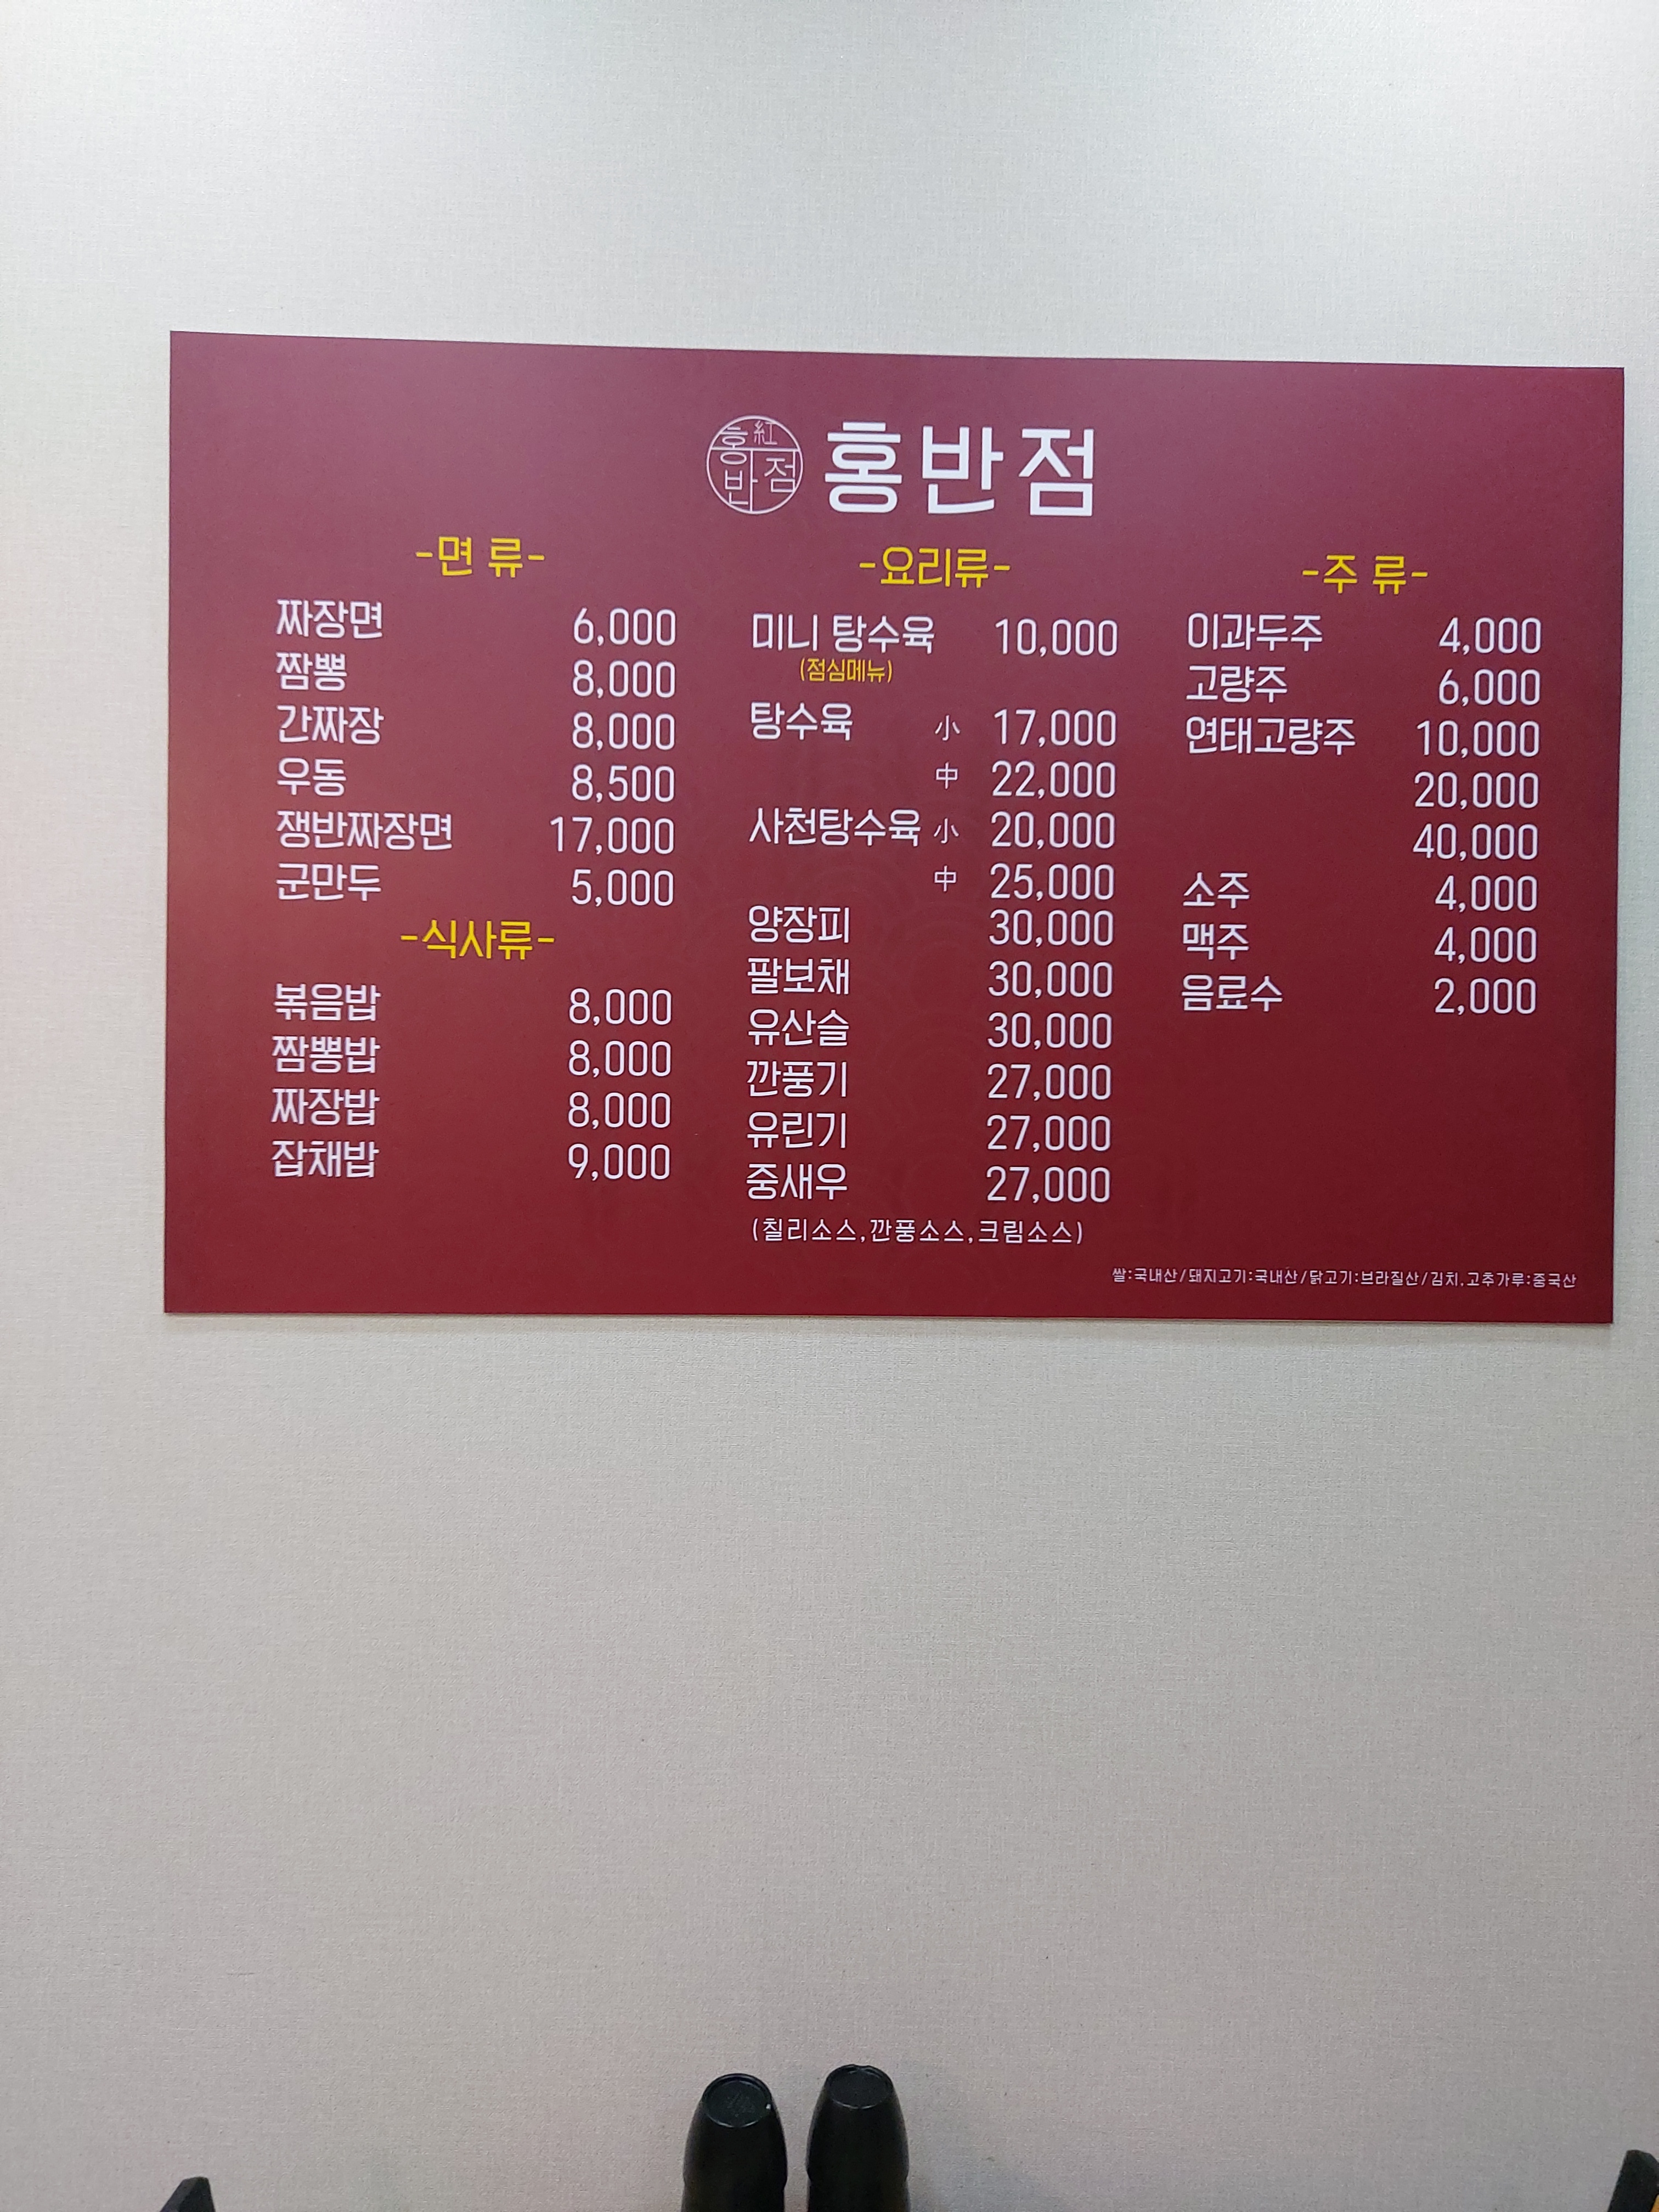 홍 紅 반 점
홍반점
-면 류-
짜장면 6,000
짬뽕 8,000
간짜장 8,000
우동 8,500
쟁반짜장면 17,000
군만두 5,000
-식사류-
볶음밥 8,000
짬뽕밥 8,000
짜장밥 8,000
잡채밥 9,000
-요리류-
미니 탕수육 10,000
(점심메뉴)
탕수육 小 17,000
中 22,000
사천탕수육 小 20,000
中 25,000
양장피 30,000
팔보채 30,000
유산슬 30,000
깐풍기 27,000
유린기 27,000
중새우 27,000
(칠리소스,깐풍소스,크림소스)
-주 류-
이과두주 4,000
고량주 6,000
연태고량주 10,000
20,000
40,000
소주 4,000
맥주 4,000
음료수 2,000
쌀:국내산/돼지고기:국내산/닭고기:브라질산/김치,고추가루:중국산